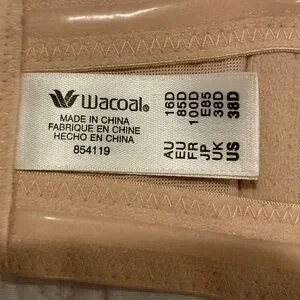 wacoal®
MADE IN CHINA
FABRIQUE EN CHINE
HECHO EN CHINA
854119
AU 16D
EU 85D
FR 100D
JP E85
UK 38D
US 38D